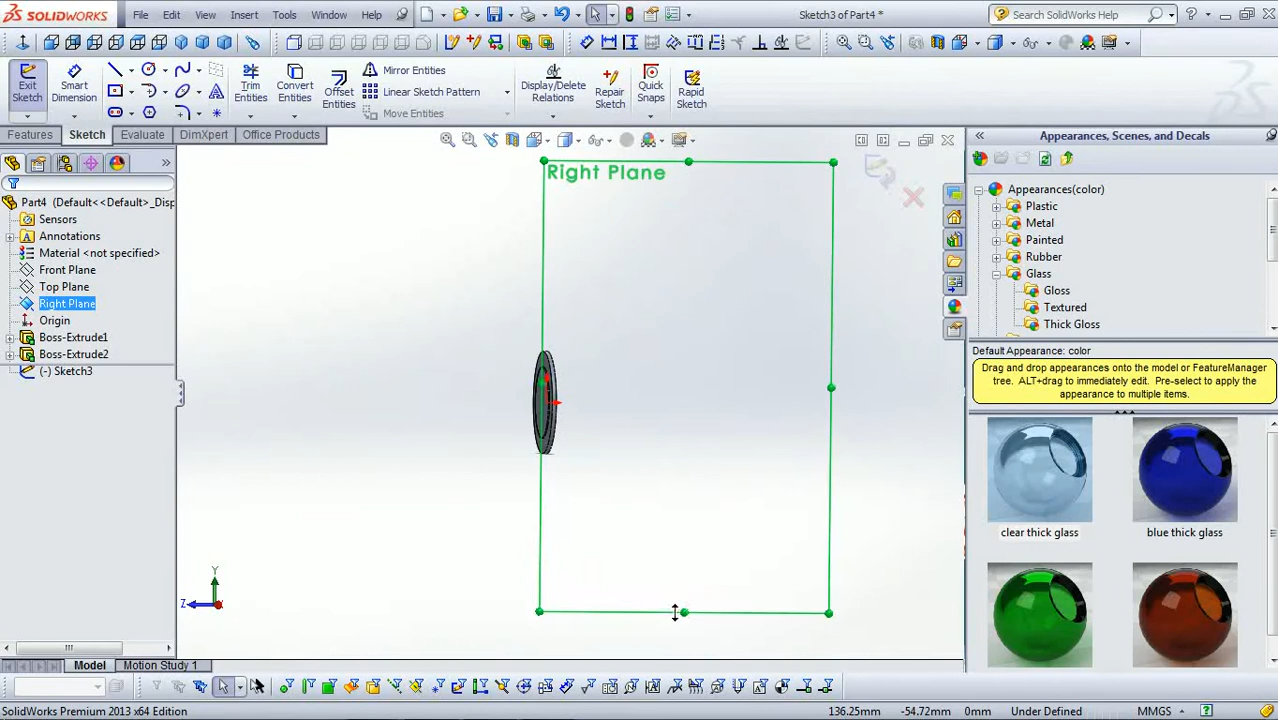 SOLIDWORKS File Edit View Insert Tools Window Help Sketch3 of Part4 * Search SolidWorks Help
Exit Sketch Smart Dimension Trim Entities Convert Entities Offset Entities Mirror Entities Linear Sketch Pattern Move Entities Display/Delete Relations Repair Sketch Quick Snaps Rapid Sketch
Features Sketch Evaluate DimXpert Office Products
Appearances, Scenes, and Decals
Part4 (Default<<Default>_Disp
Sensors
Annotations
Material <not specified>
Front Plane
Top Plane
Right Plane
Origin
Boss-Extrude1
Boss-Extrude2
(-) Sketch3
Right Plane
Y
Z
Appearances(color)
Plastic
Metal
Painted
Rubber
Glass
Gloss
Textured
Thick Gloss
Default Appearance: color
Drag and drop appearances onto the model or FeatureManager
tree. ALT+drag to immediately edit. Pre-select to apply the
appearance to multiple items.
clear thick glass blue thick glass
Model Motion Study 1
SolidWorks Premium 2013 x64 Edition 136.25mm -54.72mm 0mm Under Defined MMGS